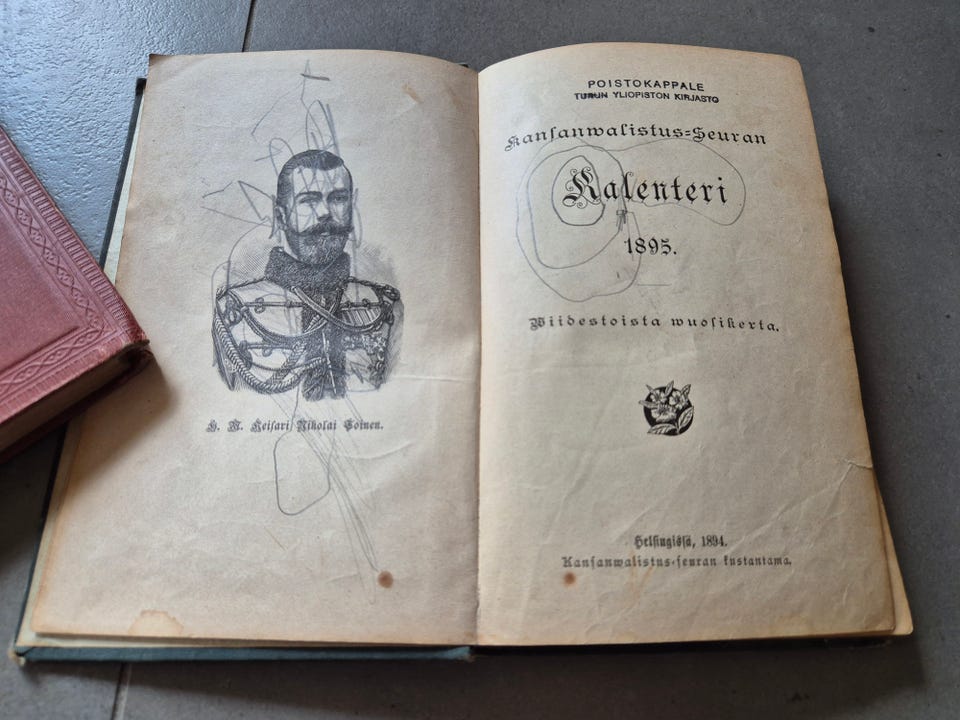 H. M. Keisari Nikolai Toinen.
POISTOKAPPALE
TURUN YLIOPISTON KIRJASTO
Kansanwalistus=Seuran
Kalenteri
1895.
Wiidestoista wuosikerta.
Helsingissä, 1894.
Kansanwalistus=seuran kustantama.